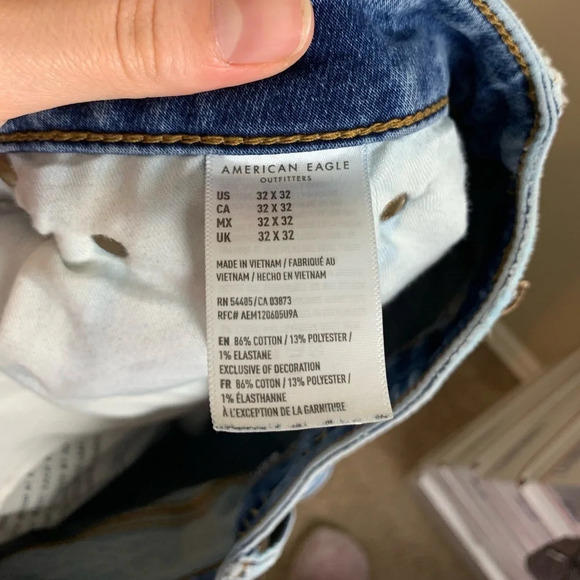 AMERICAN EAGLE
OUTFITTERS
US 32 X 32
CA 32 X 32
MX 32 X 32
UK 32 X 32
MADE IN VIETNAM / FABRIQUÉ AU
VIETNAM / HECHO EN VIETNAM
RN 54485/CA 03873
RFC# AEM120605U9A
EN 86% COTTON / 13% POLYESTER /
1% ELASTANE
EXCLUSIVE OF DECORATION
FR 86% COTON / 13% POLYESTER /
1% ÉLASTHANNE
À L'EXCEPTION DE LA GARNITURE